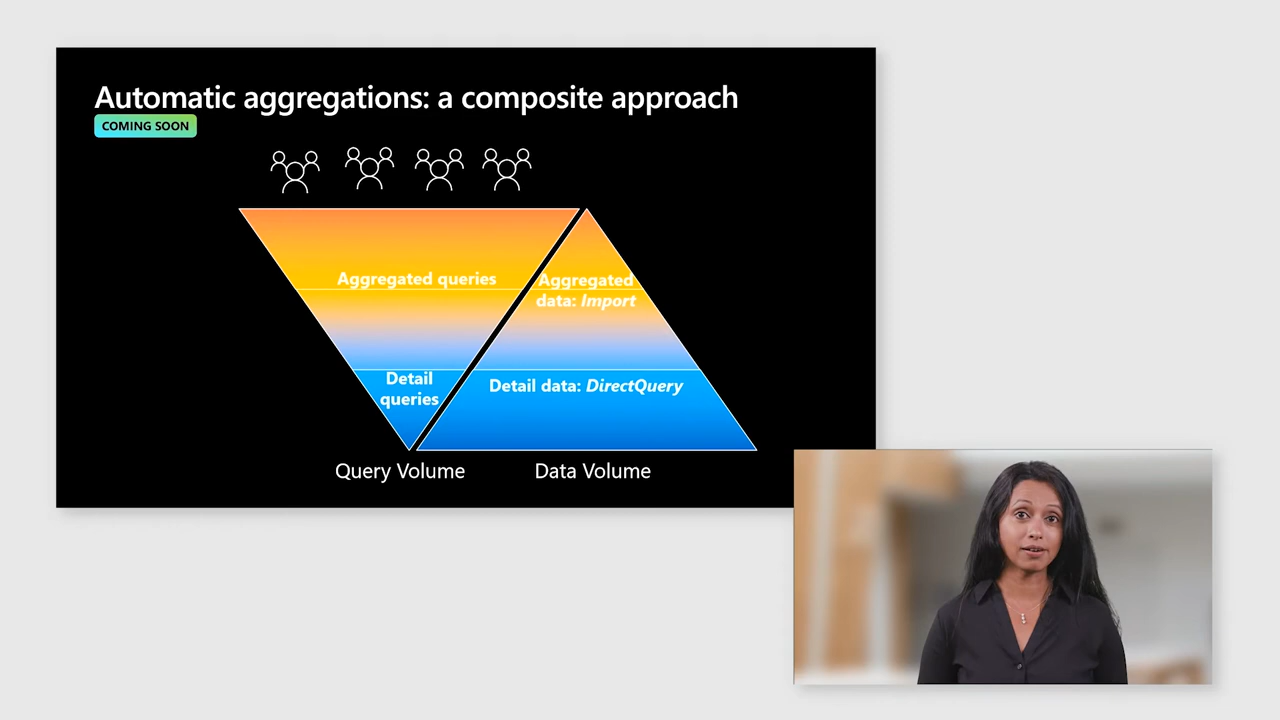 Automatic aggregations: a composite approach
COMING SOON
Aggregated queries
Aggregated
data: Import
Detail
queries
Detail data: DirectQuery
Query Volume
Data Volume